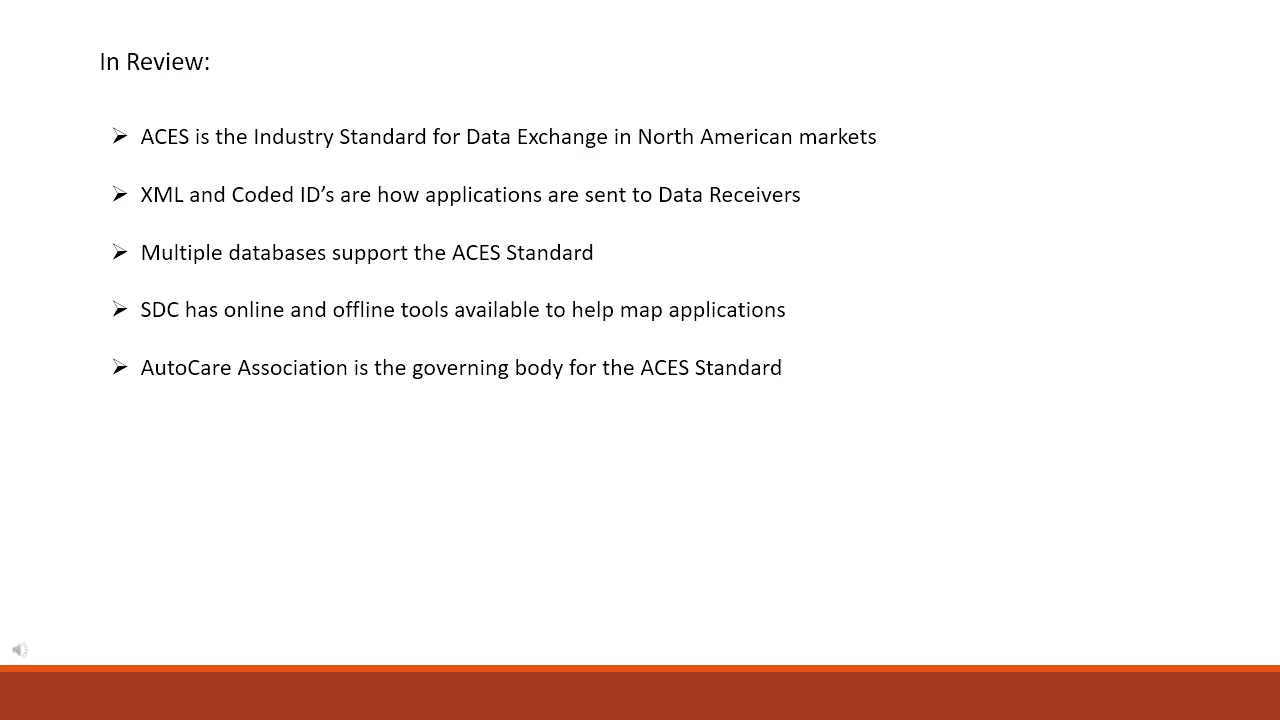 In Review:
➢ ACES is the Industry Standard for Data Exchange in North American markets
➢ XML and Coded ID’s are how applications are sent to Data Receivers
➢ Multiple databases support the ACES Standard
➢ SDC has online and offline tools available to help map applications
➢ AutoCare Association is the governing body for the ACES Standard